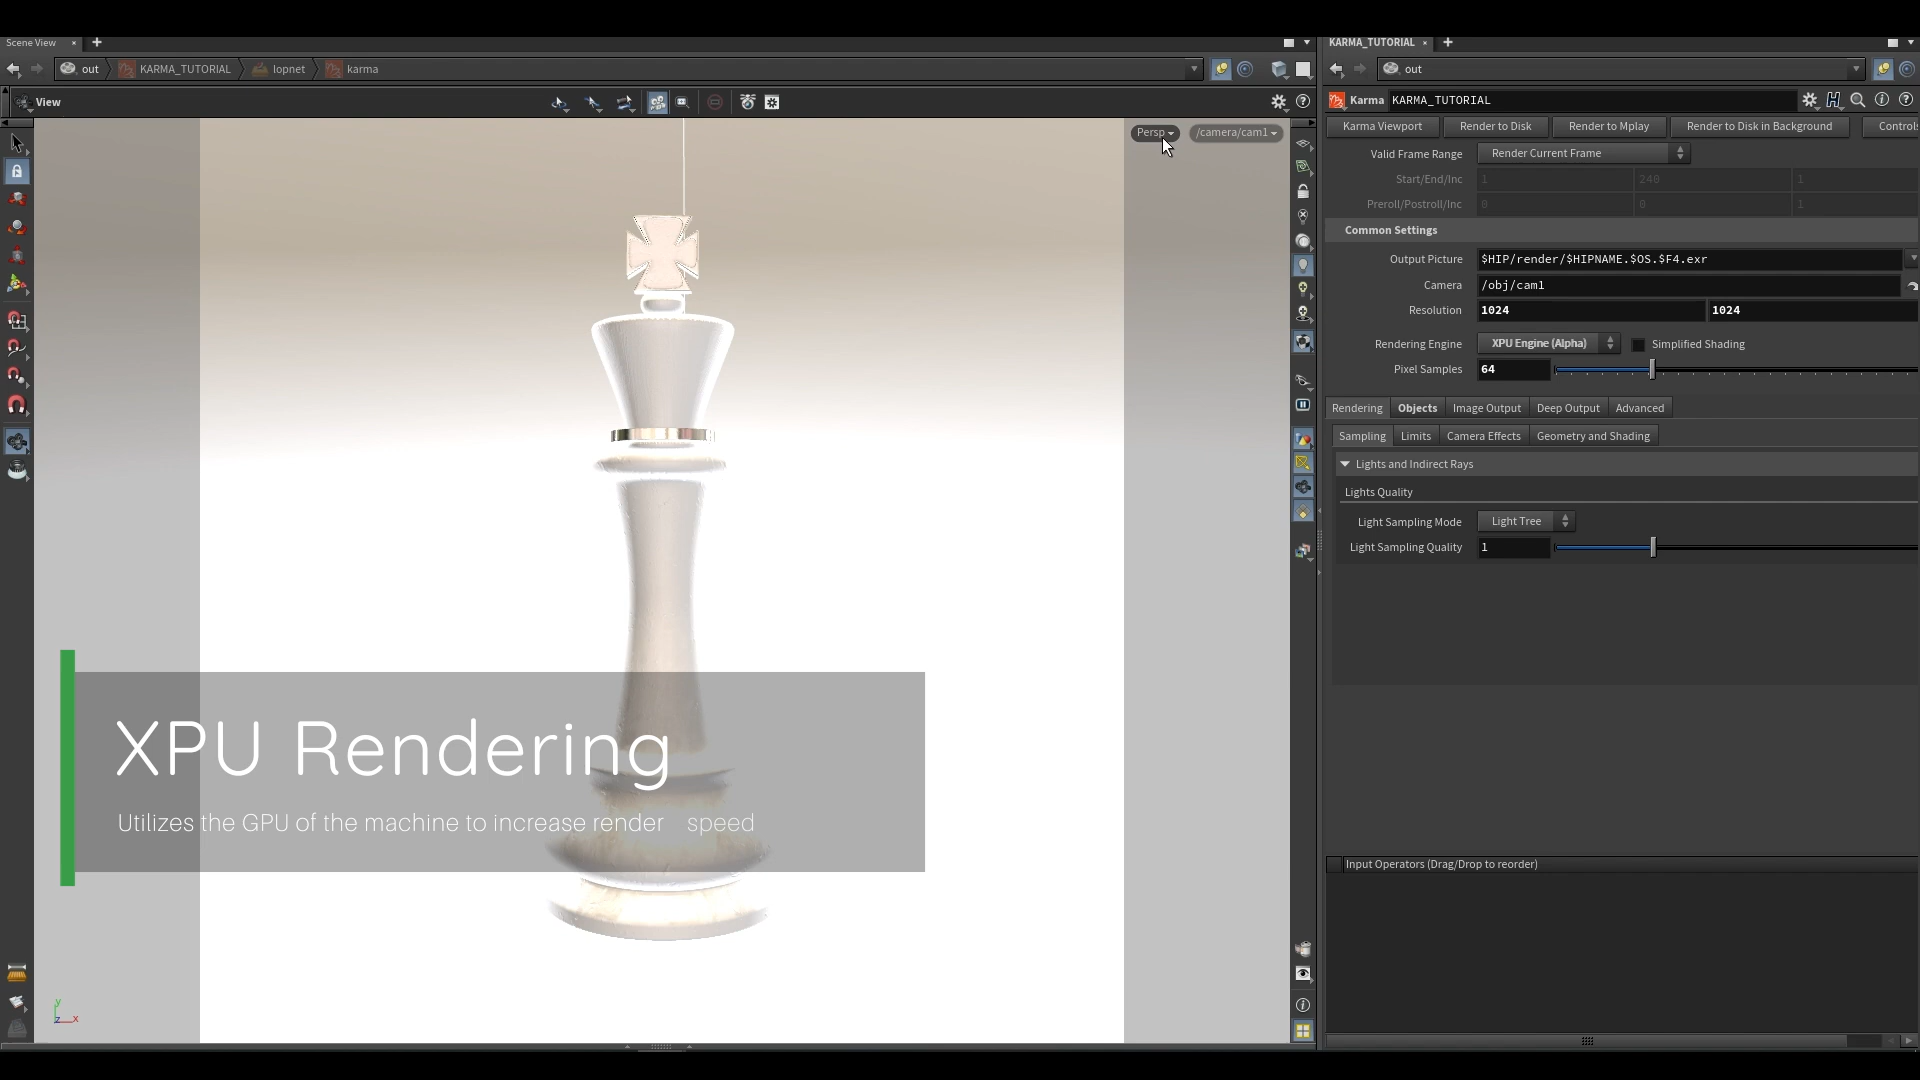 Scene View
KARMA_TUTORIAL
out KARMA_TUTORIAL lopnet karma
out
View
Karma KARMA_TUTORIAL
Karma Viewport Render to Disk Render to Mplay Render to Disk in Background Controls
Persp /camera/cam1
Valid Frame Range Render Current Frame
Start/End/Inc 1 240 1
Preroll/Postroll/Inc 0 0 1
Common Settings
Output Picture $HIP/render/$HIPNAME.$OS.$F4.exr
Camera /obj/cam1
Resolution 1024 1024
Rendering Engine XPU Engine (Alpha) Simplified Shading
Pixel Samples 64
Rendering Objects Image Output Deep Output Advanced
Sampling Limits Camera Effects Geometry and Shading
Lights and Indirect Rays
Lights Quality
Light Sampling Mode Light Tree
Light Sampling Quality 1
XPU Rendering
Utilizes the GPU of the machine to increase render speed
Input Operators (Drag/Drop to reorder)
y
z x